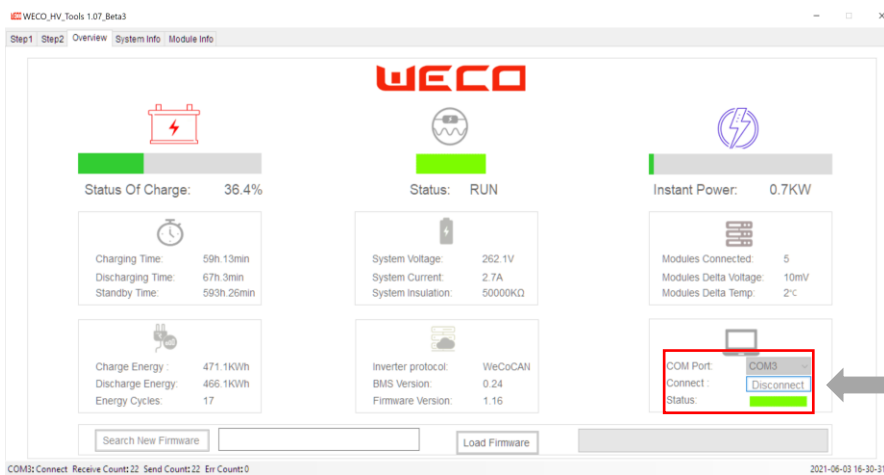 WECO WECO_HV_Tools 1.07_Beta3
Step1 Step2 Overview System Info Module Info
WECO
Status Of Charge: 36.4%
Status: RUN
Instant Power: 0.7KW
Charging Time: 59h.13min
Discharging Time: 67h.3min
Standby Time: 593h.26min
System Voltage: 262.1V
System Current: 2.7A
System Insulation: 50000KΩ
Modules Connected: 5
Modules Delta Voltage: 10mV
Modules Delta Temp: 2°C
Charge Energy : 471.1KWh
Discharge Energy: 466.1KWh
Energy Cycles: 17
Inverter protocol: WeCoCAN
BMS Version: 0.24
Firmware Version: 1.16
COM Port: COM3
Connect : Disconnect
Status:
Search New Firmware
Load Firmware
COM3: Connect Receive Count: 22 Send Count: 22 Err Count: 0
2021-06-03 16-30-31